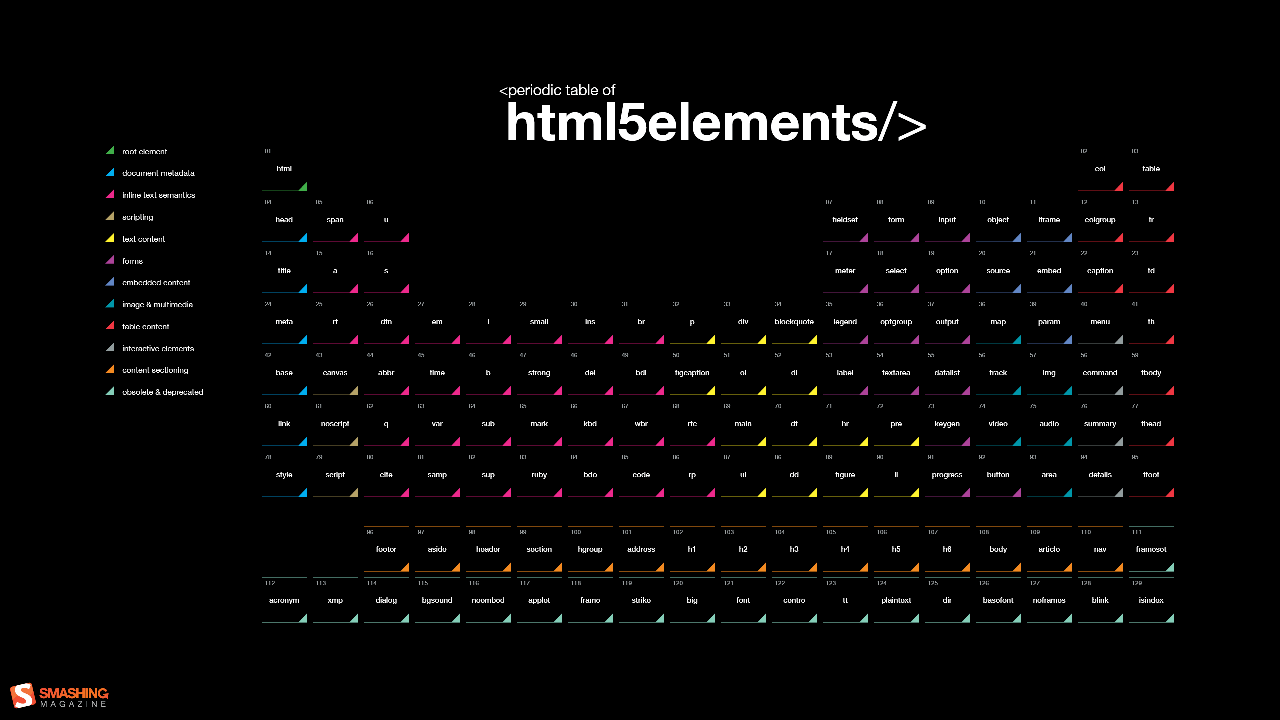 <periodic table of
html5elements/>
root element
document metadata
inline text semantics
scripting
text content
forms
embedded content
image & multimedia
table content
interactive elements
content sectioning
obsolete & deprecated
01 02 03
html col table
04 05 06 07 08 09 10 11 12 13
head span u fieldset form input object iframe colgroup tr
14 15 16 17 18 19 20 21 22 23
title a s meter select option source embed caption td
24 25 26 27 28 29 30 31 32 33 34 35 36 37 38 39 40 41
meta rt dfn em i small ins br p div blockquote legend optgroup output map param menu th
42 43 44 45 46 47 48 49 50 51 52 53 54 55 56 57 58 59
base canvas abbr time b strong del bdi figcaption ol dl label textarea datalist track img command tbody
60 61 62 63 64 65 66 67 68 69 70 71 72 73 74 75 76 77
link noscript q var sub mark kbd wbr rtc main dt hr pre keygen video audio summary thead
78 79 80 81 82 83 84 85 86 87 88 89 90 91 92 93 94 95
style script cite samp sup ruby bdo code rp ul dd figure li progress button area details tfoot
96 97 98 99 100 101 102 103 104 105 106 107 108 109 110 111
footer aside header section hgroup address h1 h2 h3 h4 h5 h6 body article nav frameset
112 113 114 115 116 117 118 119 120 121 122 123 124 125 126 127 128 129
acronym xmp dialog bgsound noembed applet frame strike big font centre tt plaintext dir basefont noframes blink isindex
SMASHING
MAGAZINE